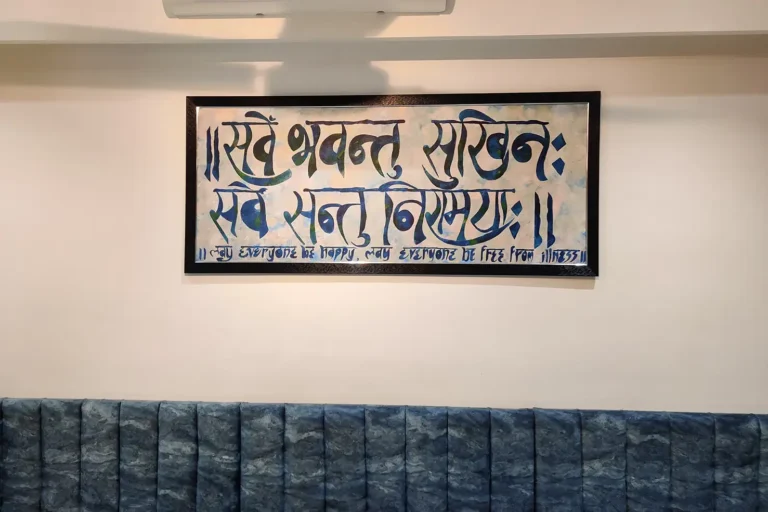 ॥ सर्वे भवन्तु सुखिनः
सर्वे सन्तु निरामयाः ॥
॥ may everyone be happy, may everyone be free from illness ॥